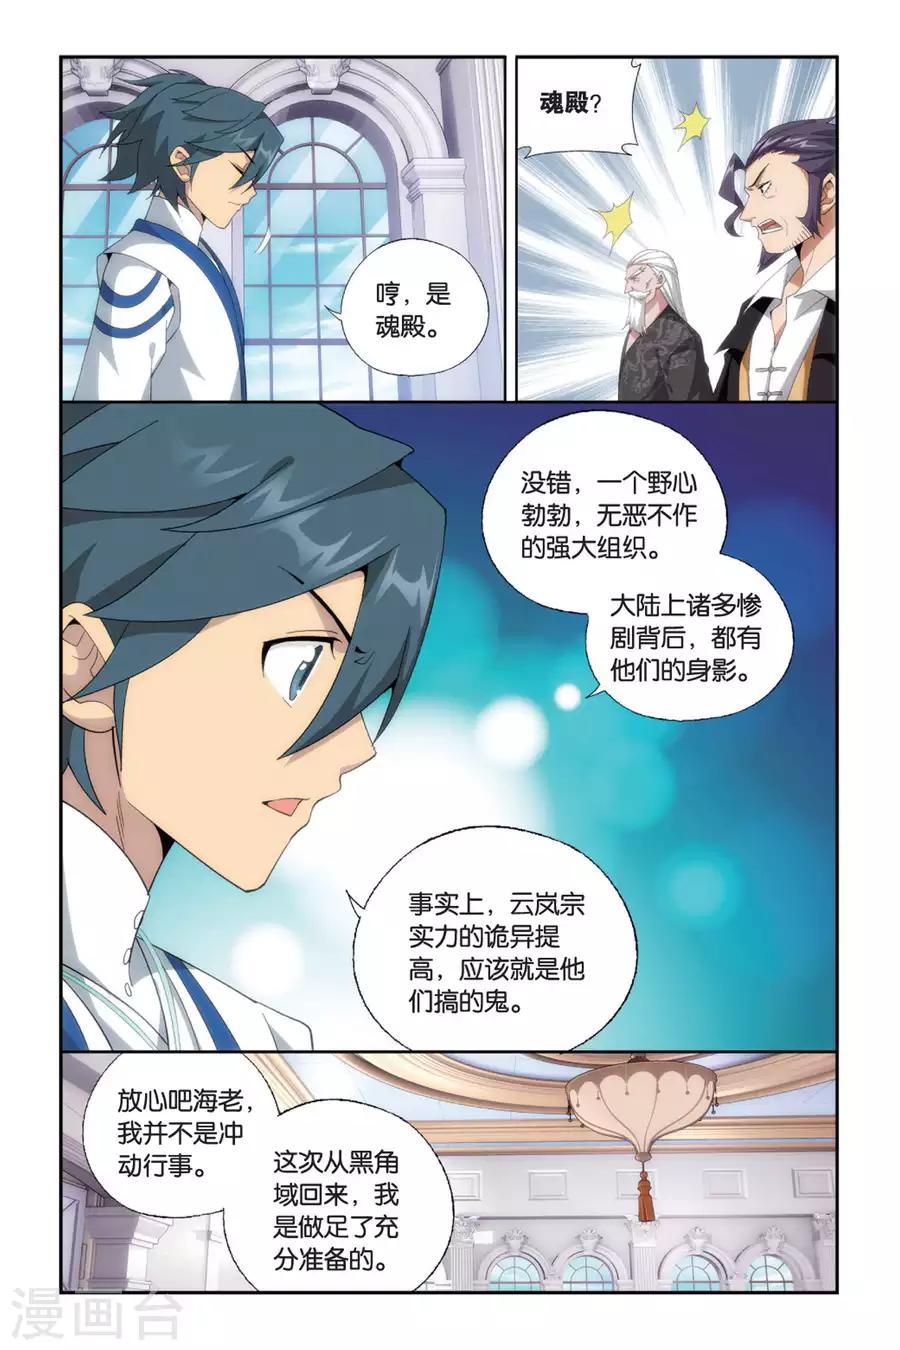 哼，是
魂殿。
魂殿？
没错，一个野心
勃勃，无恶不作
的强大组织。
大陆上诸多惨
剧背后，都有
他们的身影。
事实上，云岚宗
实力的诡异提
高，应该就是他
们搞的鬼。
放心吧海老，
我并不是冲
动行事。
这次从黑角
域回来，我
是做足了充
分准备的。
漫画台